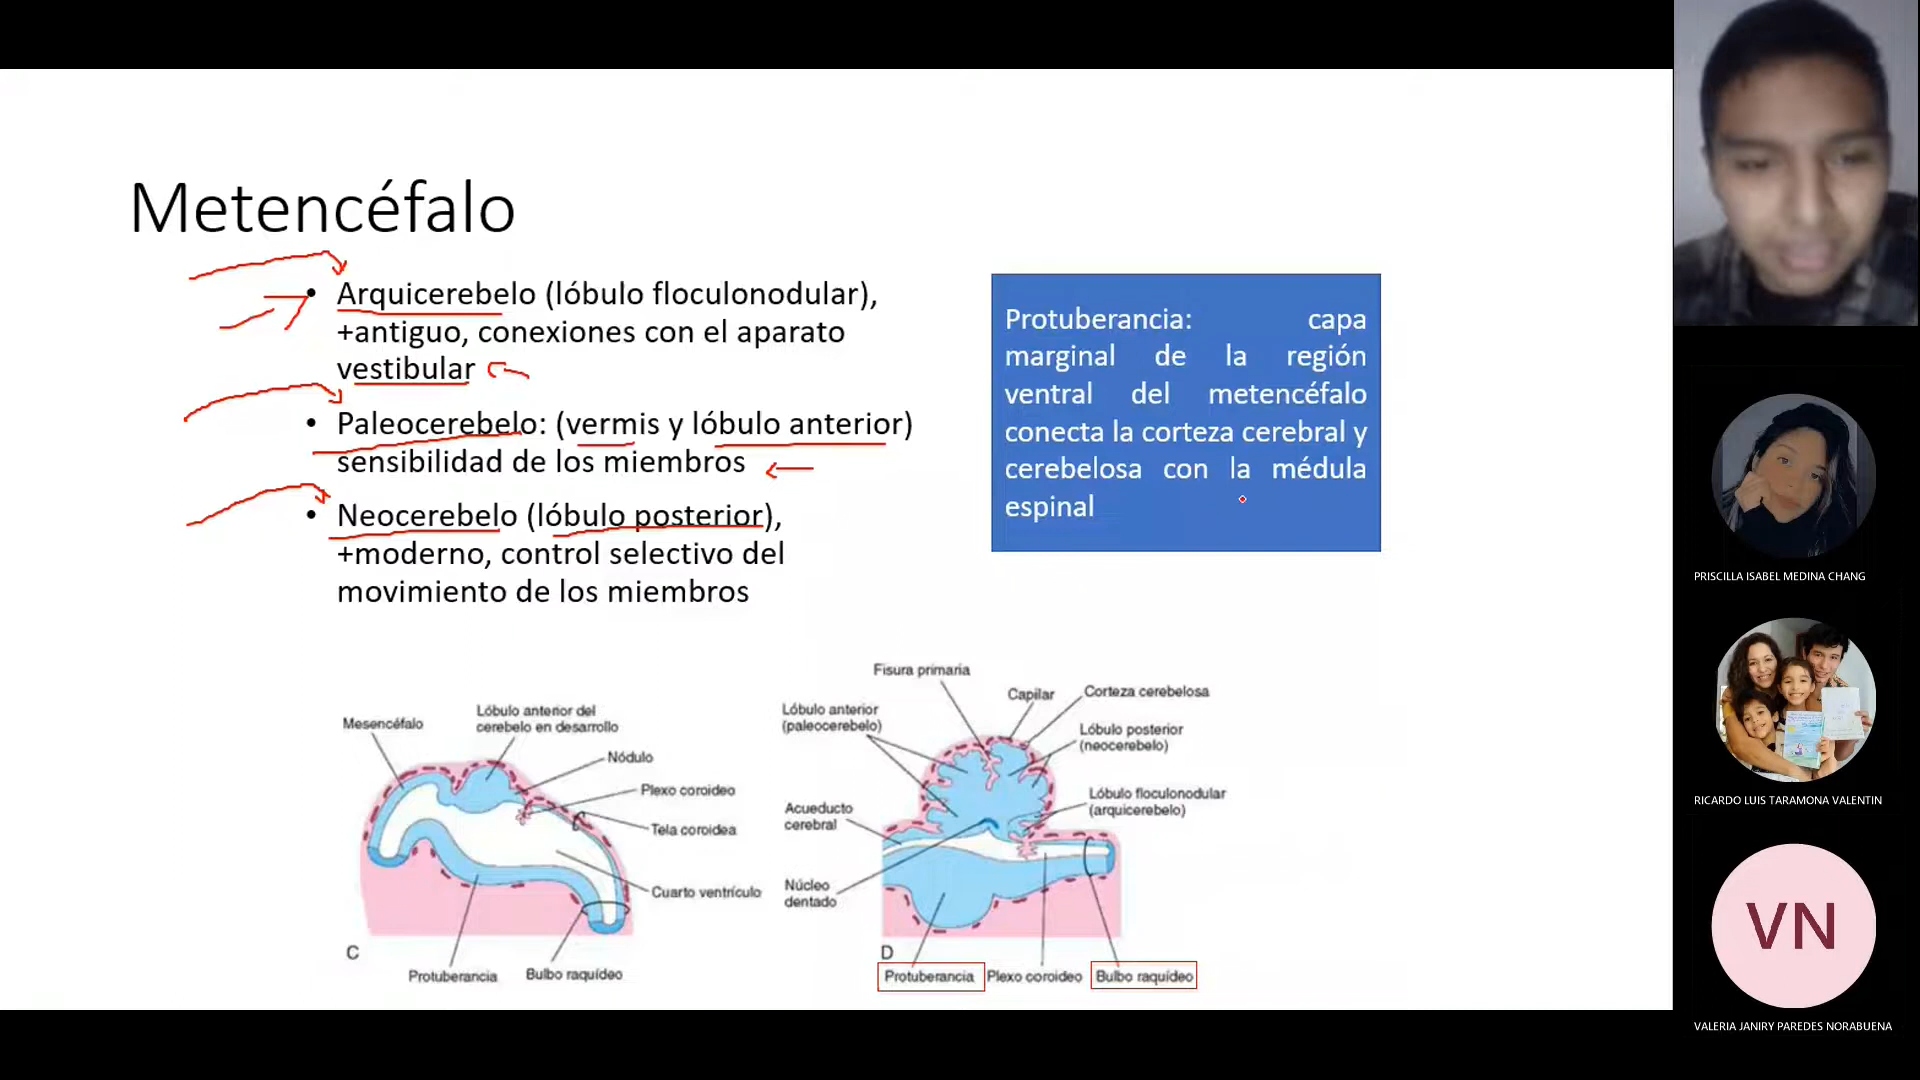 Metencéfalo
• Arquicerebelo (lóbulo floculonodular),
+antiguo, conexiones con el aparato
vestibular
• Paleocerebelo: (vermis y lóbulo anterior)
sensibilidad de los miembros
• Neocerebelo (lóbulo posterior),
+moderno, control selectivo del
movimiento de los miembros
Protuberancia: capa
marginal de la región
ventral del metencéfalo
conecta la corteza cerebral y
cerebelosa con la médula
espinal
Mesencéfalo
Lóbulo anterior del
cerebelo en desarrollo
Nódulo
Plexo coroideo
Tela coroidea
Cuarto ventrículo
C
Protuberancia
Bulbo raquídeo
Fisura primaria
Capilar
Corteza cerebelosa
Lóbulo anterior
(paleocerebelo)
Lóbulo posterior
(neocerebelo)
Acueducto
cerebral
Lóbulo floculonodular
(arquicerebelo)
Núcleo
dentado
D
Protuberancia
Plexo coroideo
Bulbo raquídeo
PRISCILLA ISABEL MEDINA CHANG
RICARDO LUIS TARAMONA VALENTIN
VN
VALERIA JANIRY PAREDES NORABUENA